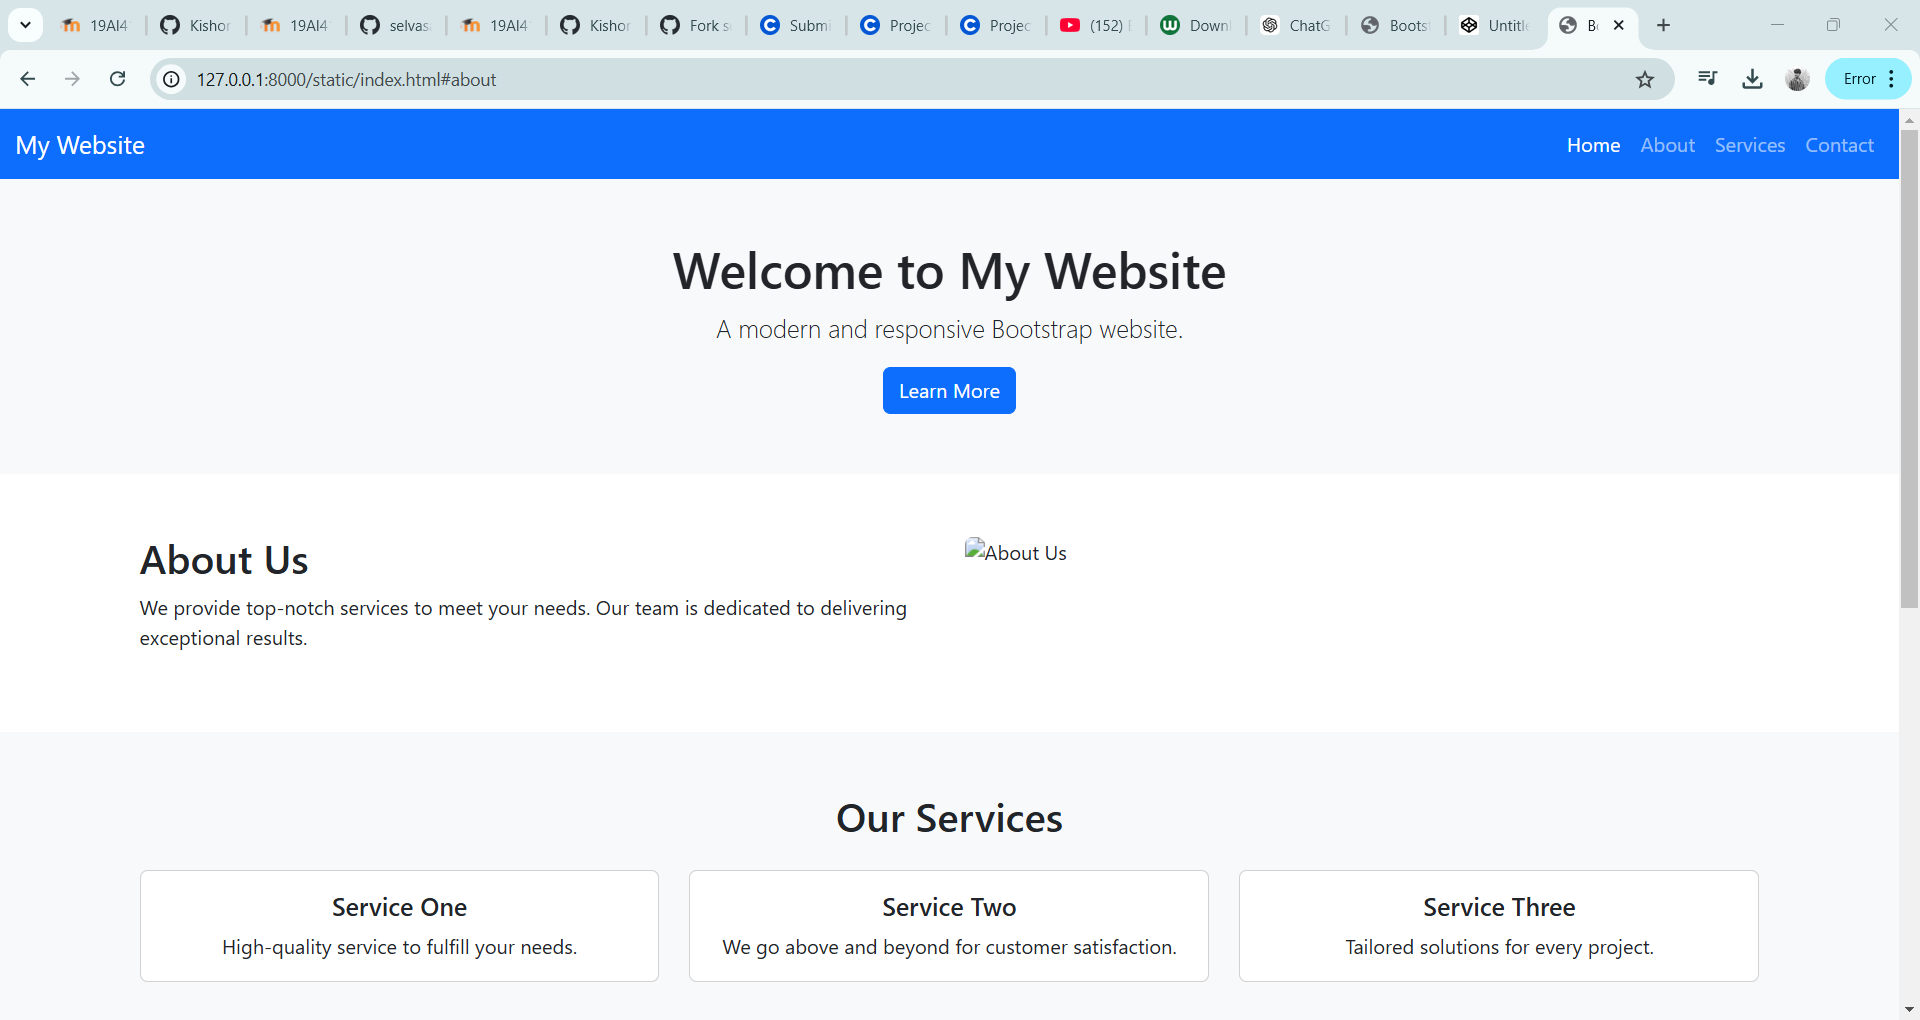 19AI4
Kishor
19AI4
selvas
19AI4
Kishor
Fork s
Submi
Projec
Projec
(152)
Downl
ChatG
Boots
Untitle
B
127.0.0.1:8000/static/index.html#about
Error
My Website
Home About Services Contact
Welcome to My Website
A modern and responsive Bootstrap website.
Learn More
About Us
We provide top-notch services to meet your needs. Our team is dedicated to delivering
exceptional results.
About Us
Our Services
Service One
High-quality service to fulfill your needs.
Service Two
We go above and beyond for customer satisfaction.
Service Three
Tailored solutions for every project.